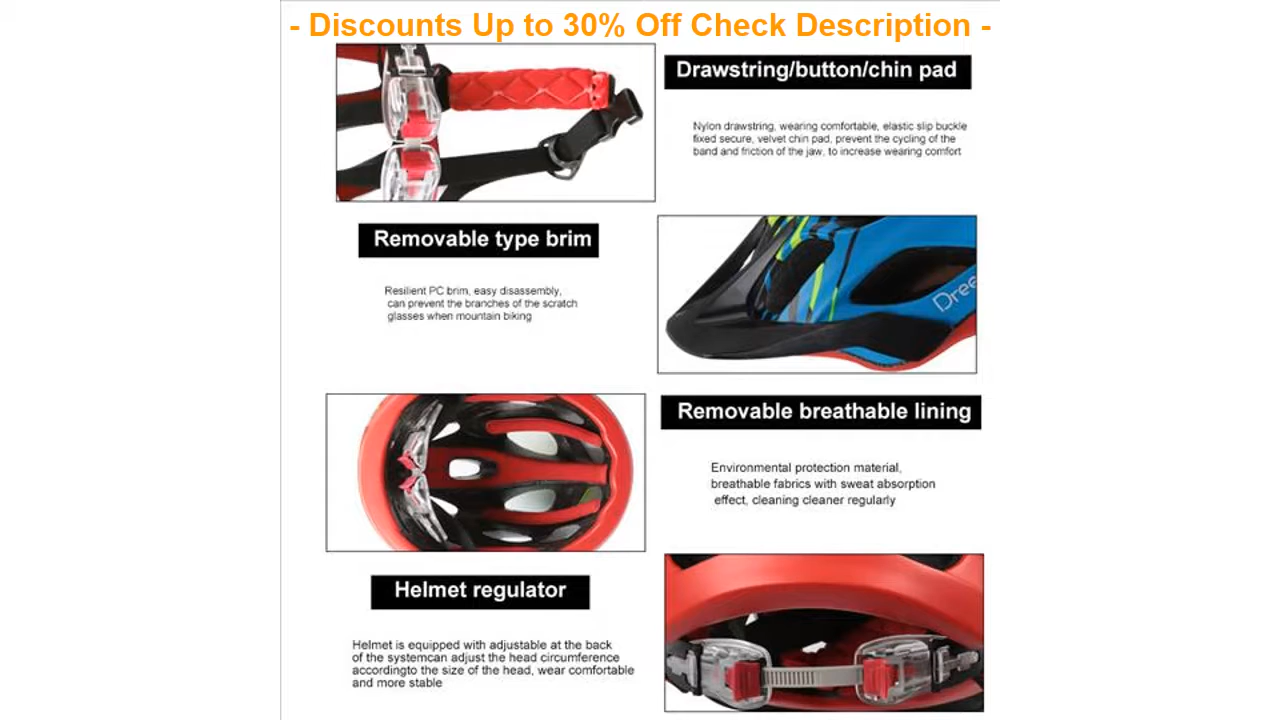 - Discounts Up to 30% Off Check Description -
Drawstring/button/chin pad
Nylon drawstring, wearing comfortable, elastic slip buckle
fixed secure, velvet chin pad, prevent the cycling of the
band and friction of the jaw, to increase wearing comfort
Removable type brim
Resilient PC brim, easy disassembly,
can prevent the branches of the scratch
glasses when mountain biking
Dree
Removable breathable lining
Environmental protection material,
breathable fabrics with sweat absorption
effect, cleaning cleaner regularly
Helmet regulator
Helmet is equipped with adjustable at the back
of the systemcan adjust the head circumference
accordingto the size of the head, wear comfortable
and more stable